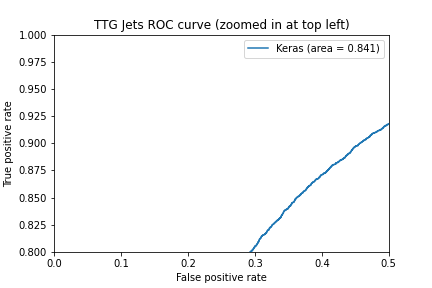 TTG Jets ROC curve (zoomed in at top left)
1.000
0.975
0.950
0.925
0.900
0.875
0.850
0.825
0.800
True positive rate
Keras (area = 0.841)
0.0 0.1 0.2 0.3 0.4 0.5
False positive rate